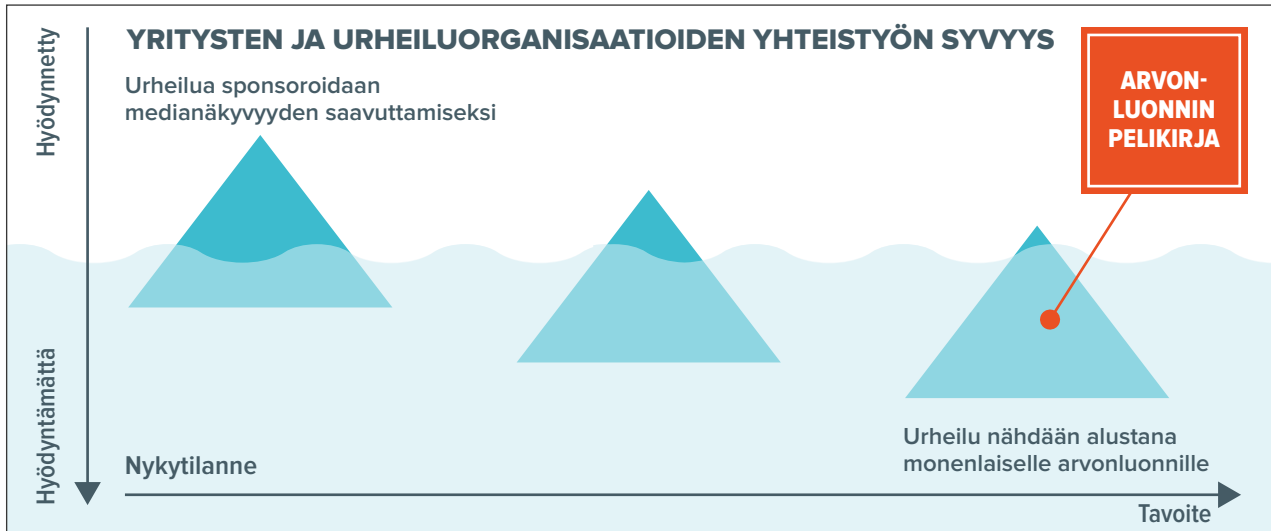 YRITYSTEN JA URHEILUORGANISAATIOIDEN YHTEISTYÖN SYVYYS
Urheilua sponsoroidaan
medianäkyvyyden saavuttamiseksi
ARVON-
LUONNIN
PELIKIRJA
Hyödynnetty
Hyödyntämättä
Urheilu nähdään alustana
monenlaiselle arvonluonnille
Nykytilanne
Tavoite